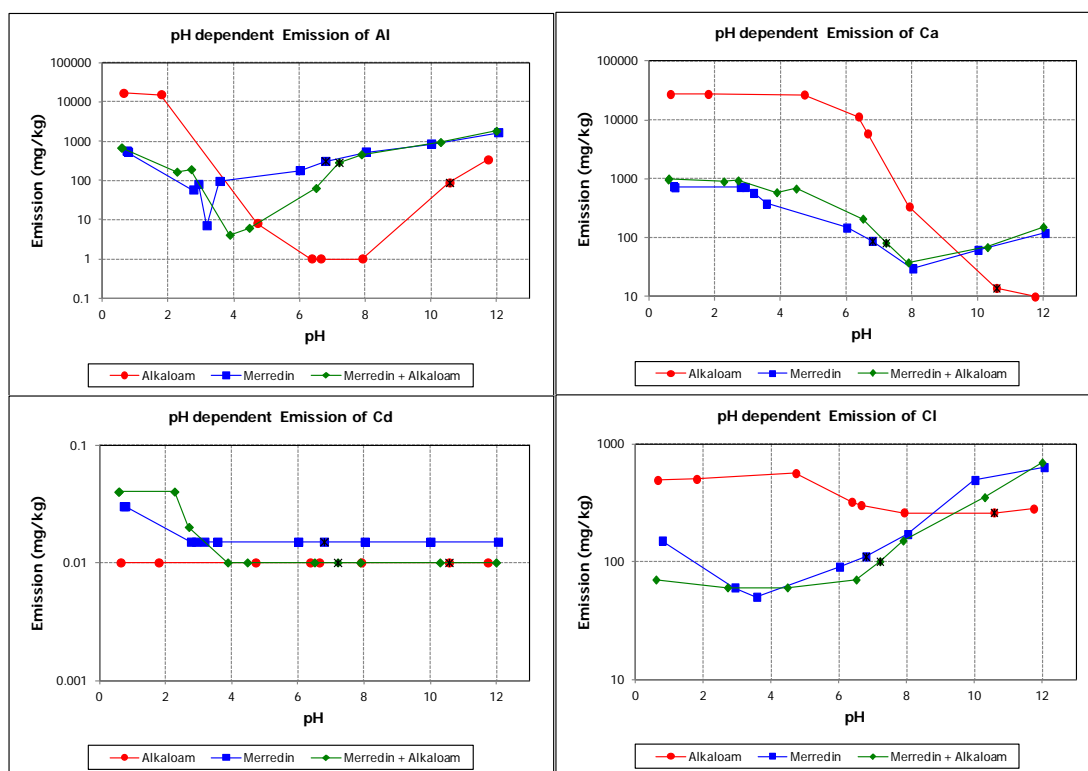 pH dependent Emission of Al
Emission (mg/kg)
100000
10000
1000
100
10
1
0.1
0 2 4 6 8 10 12
pH
Alkaloam Merredin Merredin + Alkaloam
pH dependent Emission of Ca
Emission (mg/kg)
100000
10000
1000
100
10
0 2 4 6 8 10 12
pH
Alkaloam Merredin Merredin + Alkaloam
pH dependent Emission of Cd
Emission (mg/kg)
0.1
0.01
0.001
0 2 4 6 8 10 12
pH
Alkaloam Merredin Merredin + Alkaloam
pH dependent Emission of Cl
Emission (mg/kg)
1000
100
10
0 2 4 6 8 10 12
pH
Alkaloam Merredin Merredin + Alkaloam